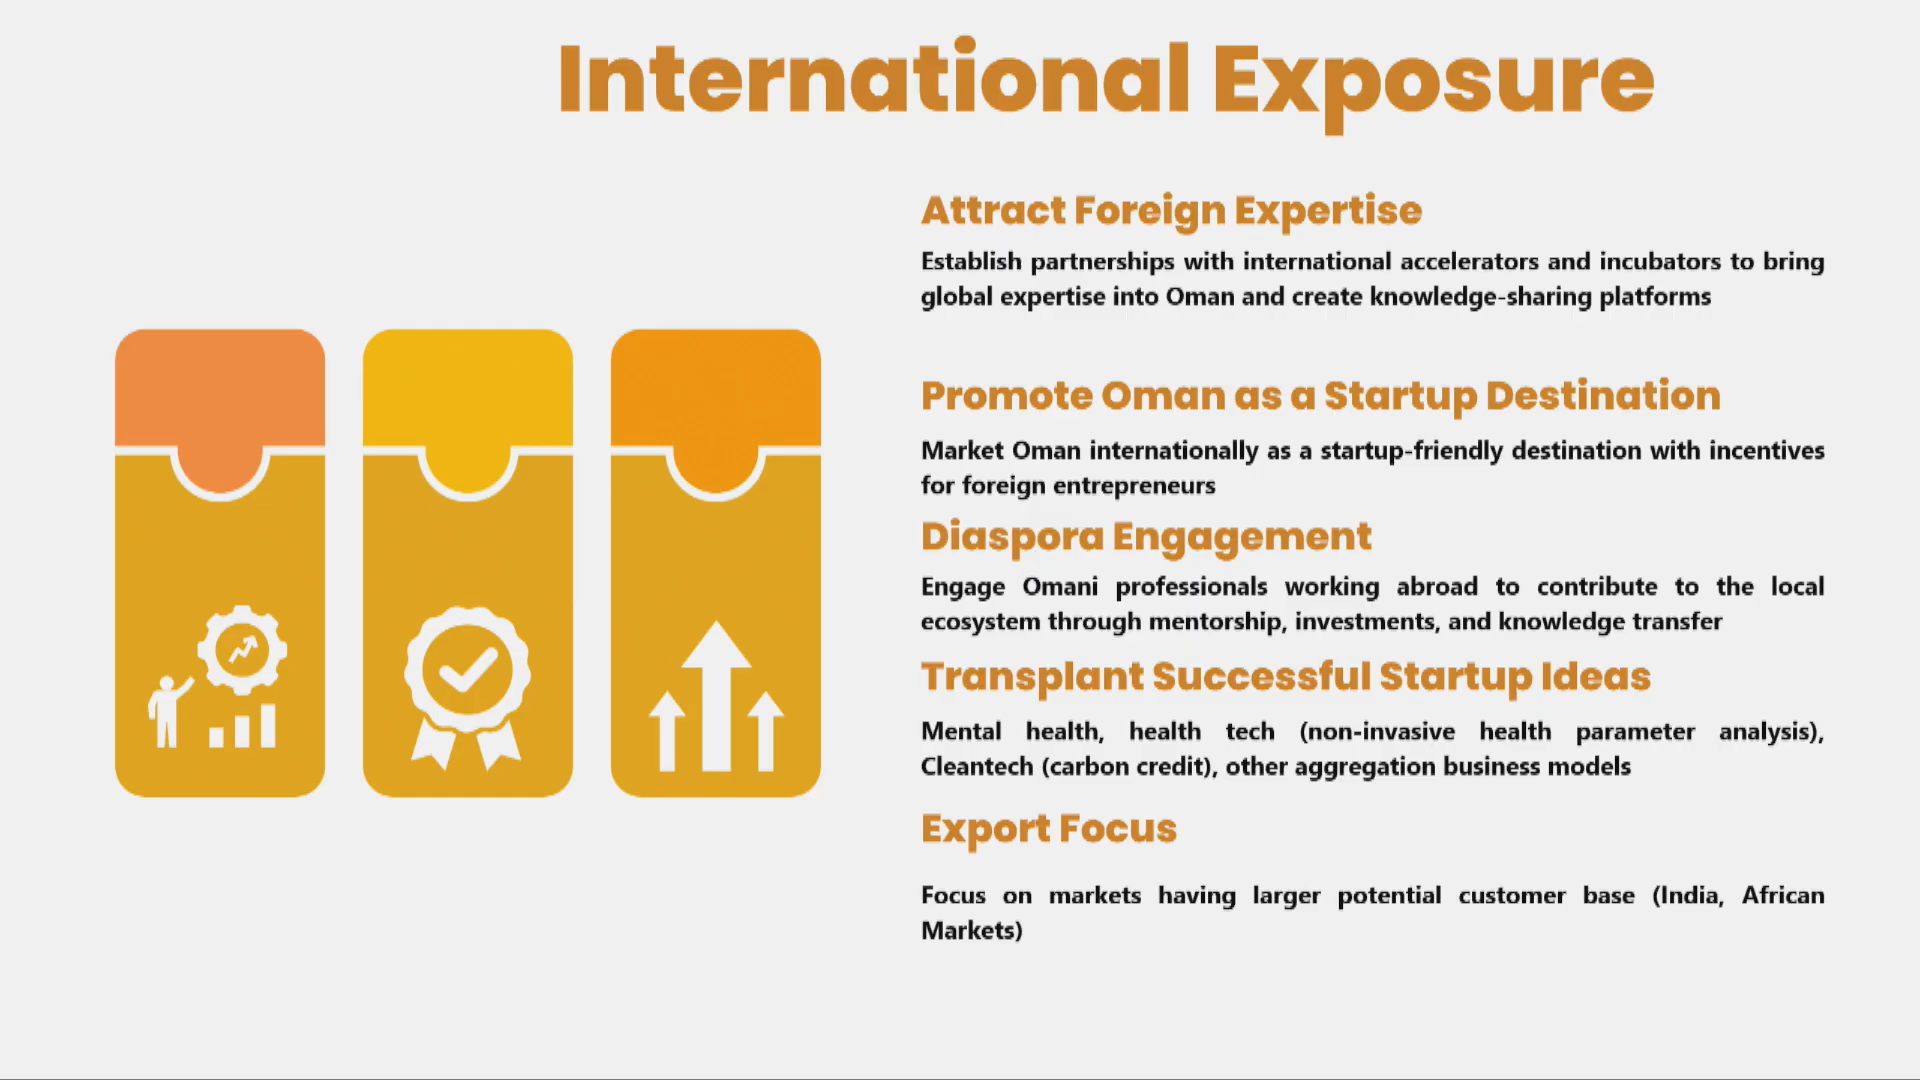 International Exposure
Attract Foreign Expertise
Establish partnerships with international accelerators and incubators to bring
global expertise into Oman and create knowledge-sharing platforms
Promote Oman as a Startup Destination
Market Oman internationally as a startup-friendly destination with incentives
for foreign entrepreneurs
Diaspora Engagement
Engage Omani professionals working abroad to contribute to the local
ecosystem through mentorship, investments, and knowledge transfer
Transplant Successful Startup Ideas
Mental health, health tech (non-invasive health parameter analysis),
Cleantech (carbon credit), other aggregation business models
Export Focus
Focus on markets having larger potential customer base (India, African
Markets)